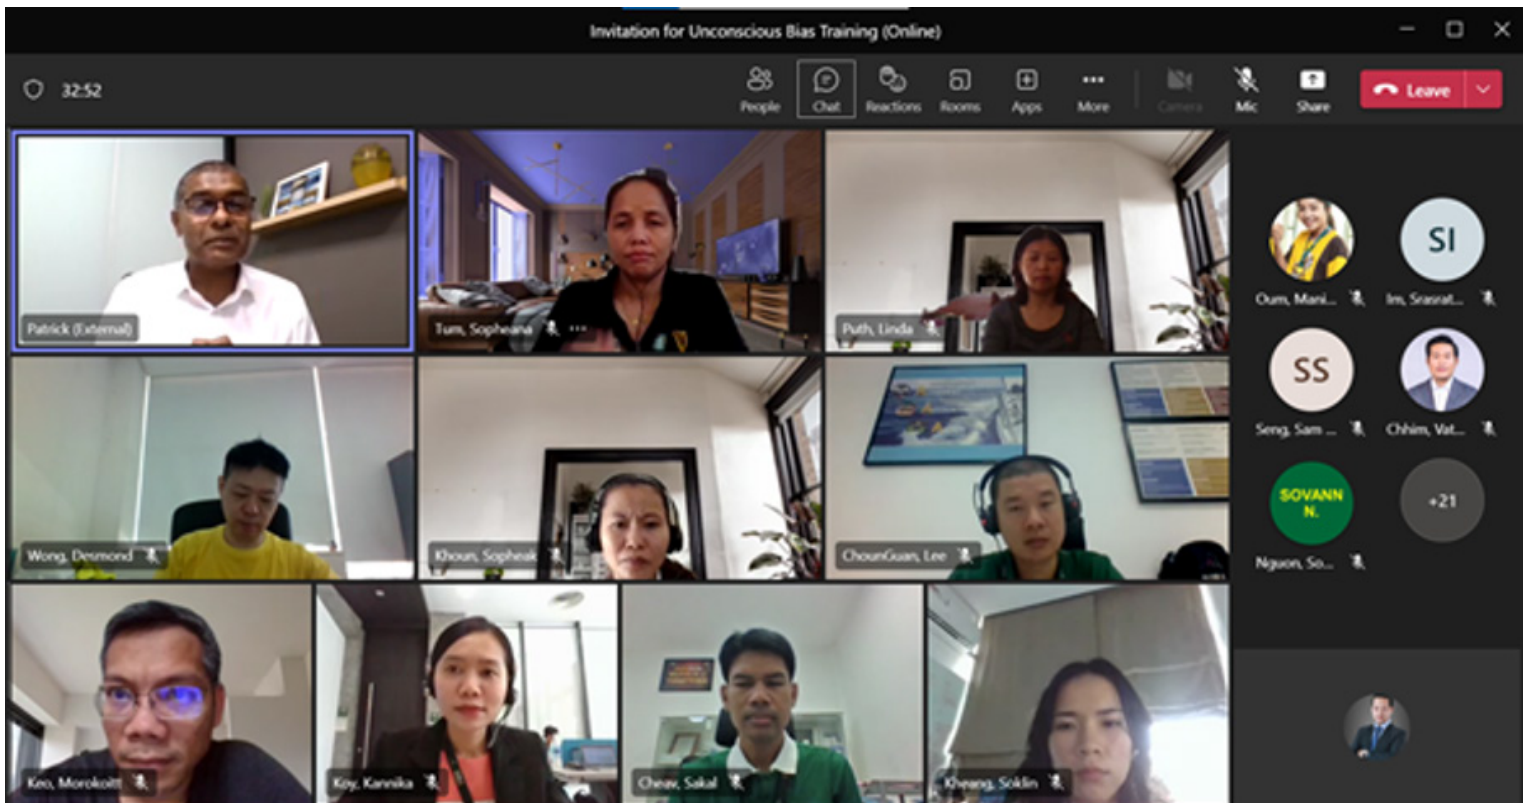 Invitation for Unconscious Bias Training (Online)
32:52
People
Chat
Reactions
Rooms
Apps
More
Camera
Mic
Share
Leave
Patrick (External)
Tum, Sopheana
Puth, Linda
Oum, Mani...
Im, Srasrat...
SI
SS
Seng, Sam ...
Chhim, Vat...
Wong, Desmond
Khoun, Sopheak
ChounGuan, Lee
SOVANN
N.
+21
Nguon, So...
Keo, Morokoitt
Koy, Kannika
Cheav, Sakal
Kheang, Soklin